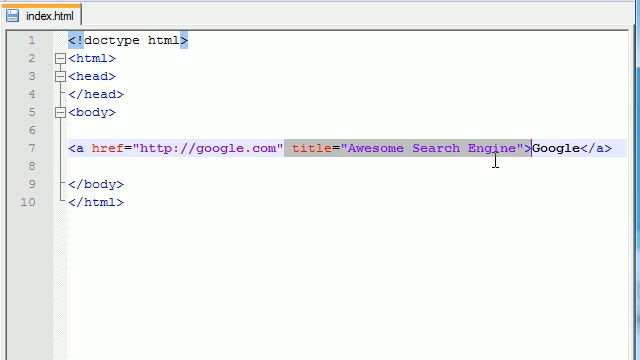 index.html
1 <!doctype html>
2 <html>
3 <head>
4 </head>
5 <body>
6
7 <a href="http://google.com" title="Awesome Search Engine">Google</a>
8
9 </body>
10 </html>